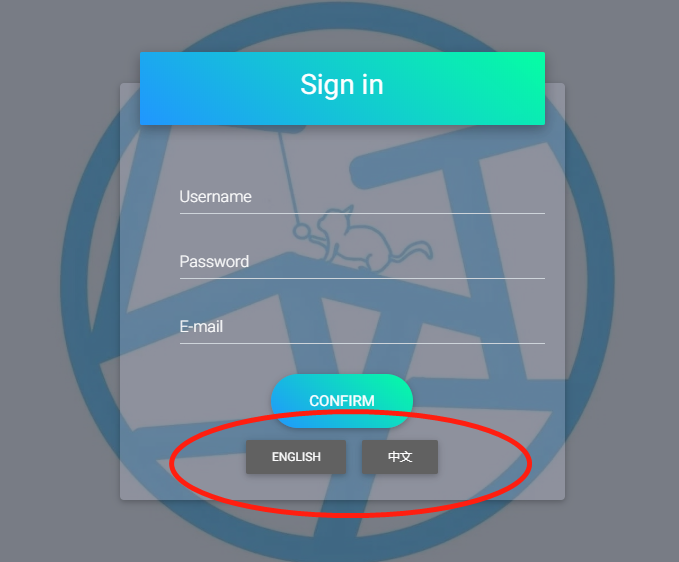 Sign in
Username
Password
E-mail
CONFIRM
ENGLISH 中文